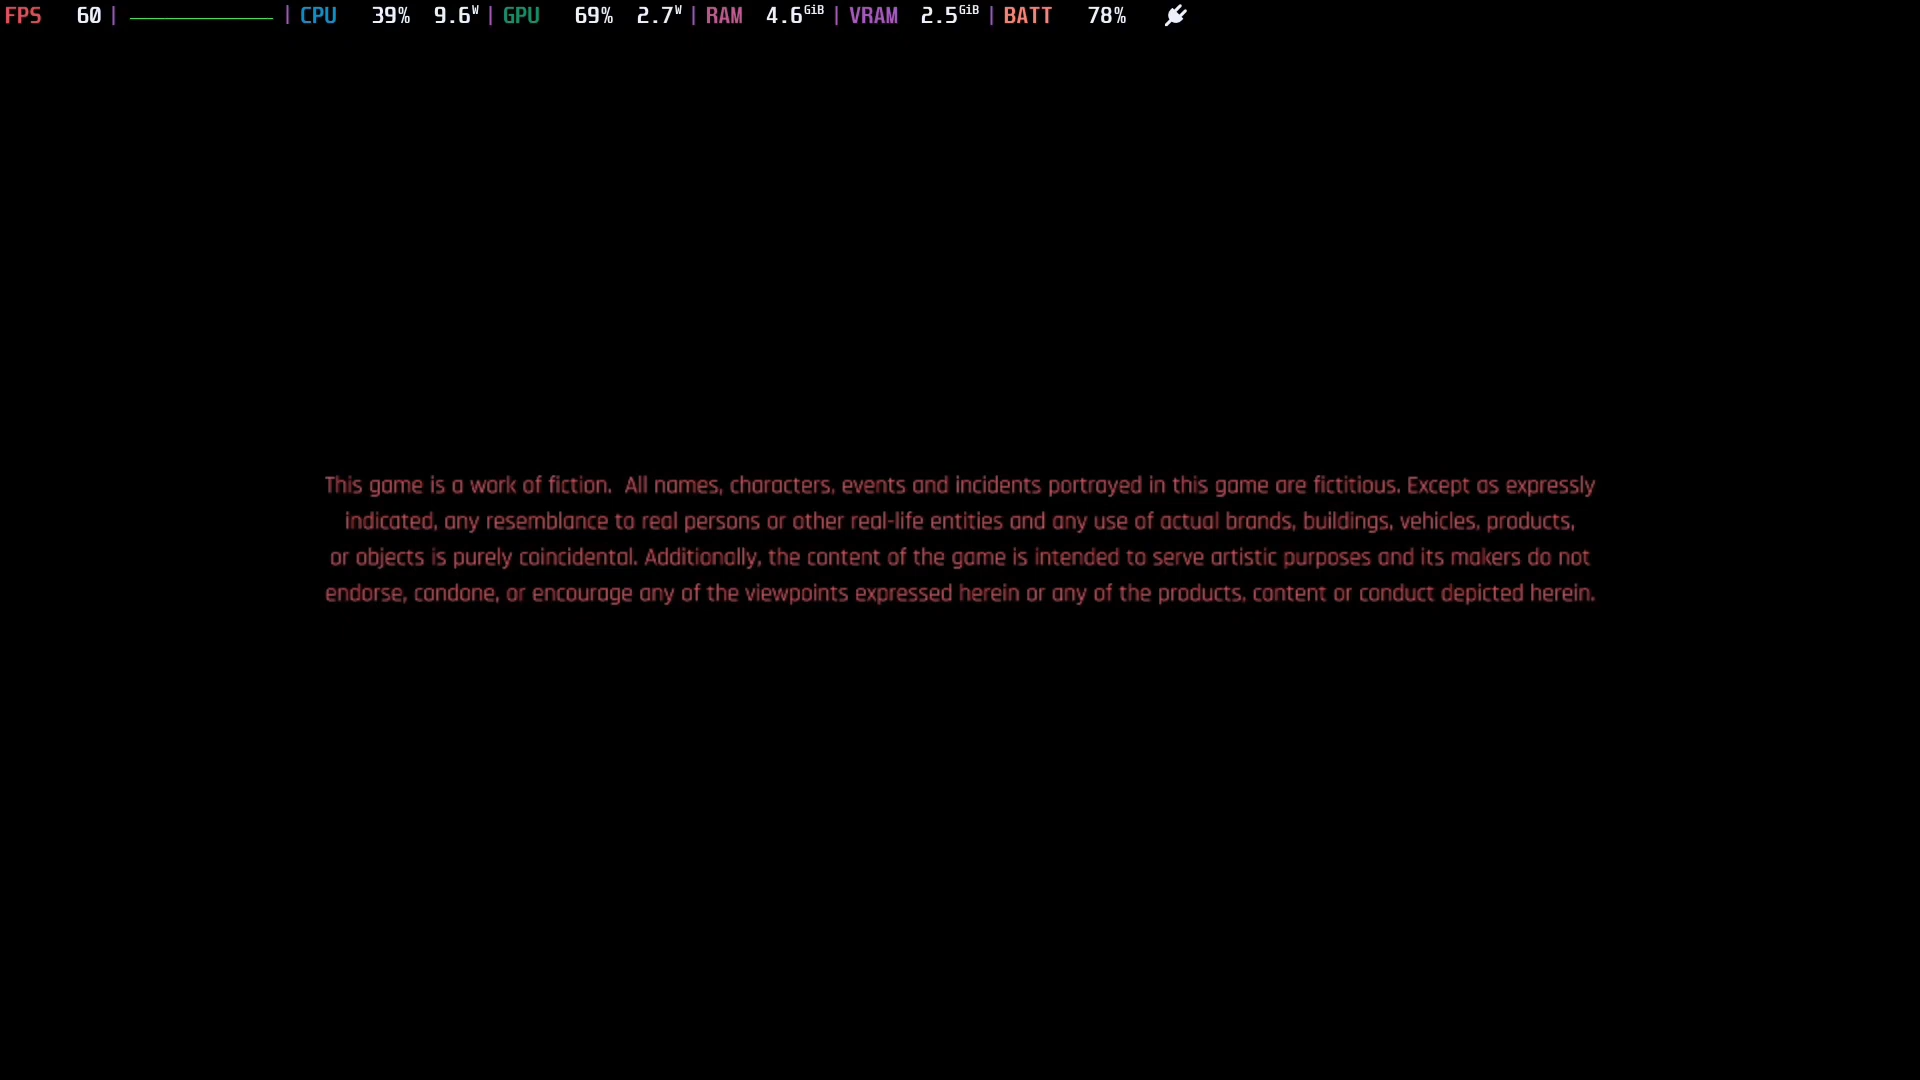 FPS 60 | | CPU 39% 9.6W | GPU 69% 2.7W | RAM 4.6GiB | VRAM 2.5GiB | BATT 78%
This game is a work of fiction.  All names, characters, events and incidents portrayed in this game are fictitious. Except as expressly
indicated, any resemblance to real persons or other real-life entities and any use of actual brands, buildings, vehicles, products,
or objects is purely coincidental. Additionally, the content of the game is intended to serve artistic purposes and its makers do not
endorse, condone, or encourage any of the viewpoints expressed herein or any of the products, content or conduct depicted herein.